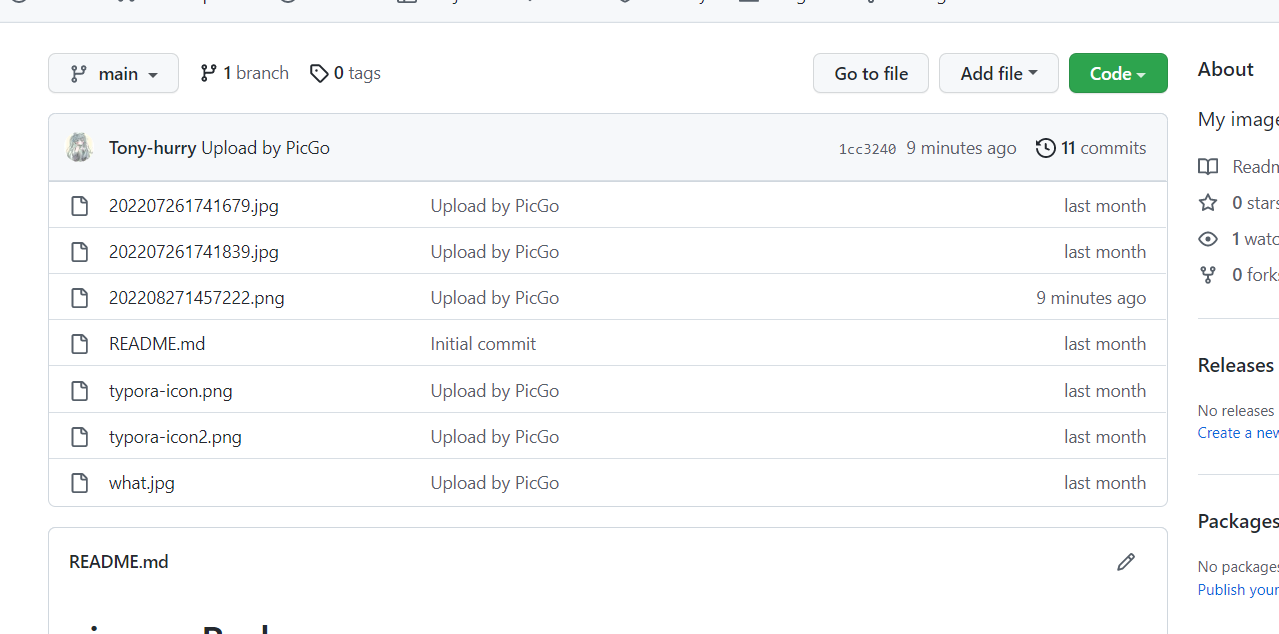 main 1 branch 0 tags Go to file Add file Code About
My image
Tony-hurry Upload by PicGo 1cc3240 9 minutes ago 11 commits
Readm
202207261741679.jpg Upload by PicGo last month
0 stars
202207261741839.jpg Upload by PicGo last month
1 watc
202208271457222.png Upload by PicGo 9 minutes ago
0 forks
README.md Initial commit last month
Releases
typora-icon.png Upload by PicGo last month
No releases
typora-icon2.png Upload by PicGo last month
Create a new
what.jpg Upload by PicGo last month
Packages
README.md
No packages
Publish your